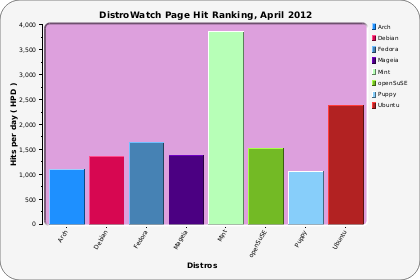 DistroWatch Page Hit Ranking, April 2012
4,000
3,500
3,000
2,500
2,000
1,500
1,000
500
0
Hits per day ( HPD )
Arch
Debian
Fedora
Mageia
Mint
openSuSE
Puppy
Ubuntu
Distros
Arch
Debian
Fedora
Mageia
Mint
openSuSE
Puppy
Ubuntu